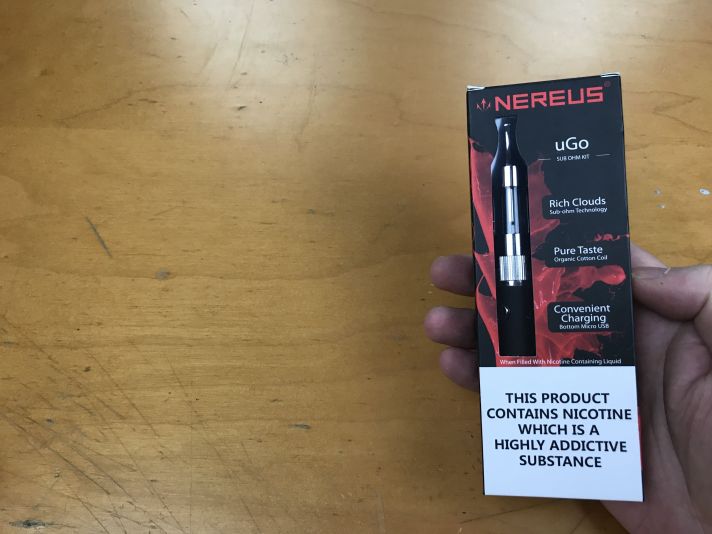 NEREUS®
uGo
SUB OHM KIT
Rich Clouds
Sub-ohm Technology
Pure Taste
Organic Cotton Coil
Convenient
Charging
Bottom Micro USB
When Filled With Nicotine Containing Liquid
THIS PRODUCT
CONTAINS NICOTINE
WHICH IS A
HIGHLY ADDICTIVE
SUBSTANCE